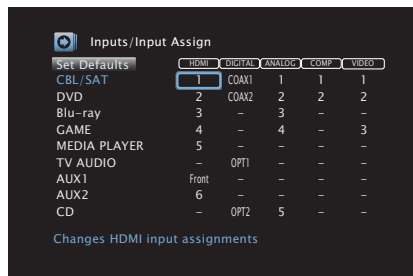 Inputs/Input Assign
Set Defaults HDMI DIGITAL ANALOG COMP VIDEO
CBL/SAT 1 COAX1 1 1 1
DVD 2 COAX2 2 2 2
Blu-ray 3 – 3 – –
GAME 4 – 4 – 3
MEDIA PLAYER 5 – – – –
TV AUDIO – OPT1 – – –
AUX1 Front – – – –
AUX2 6 – – – –
CD – OPT2 5 – –
Changes HDMI input assignments